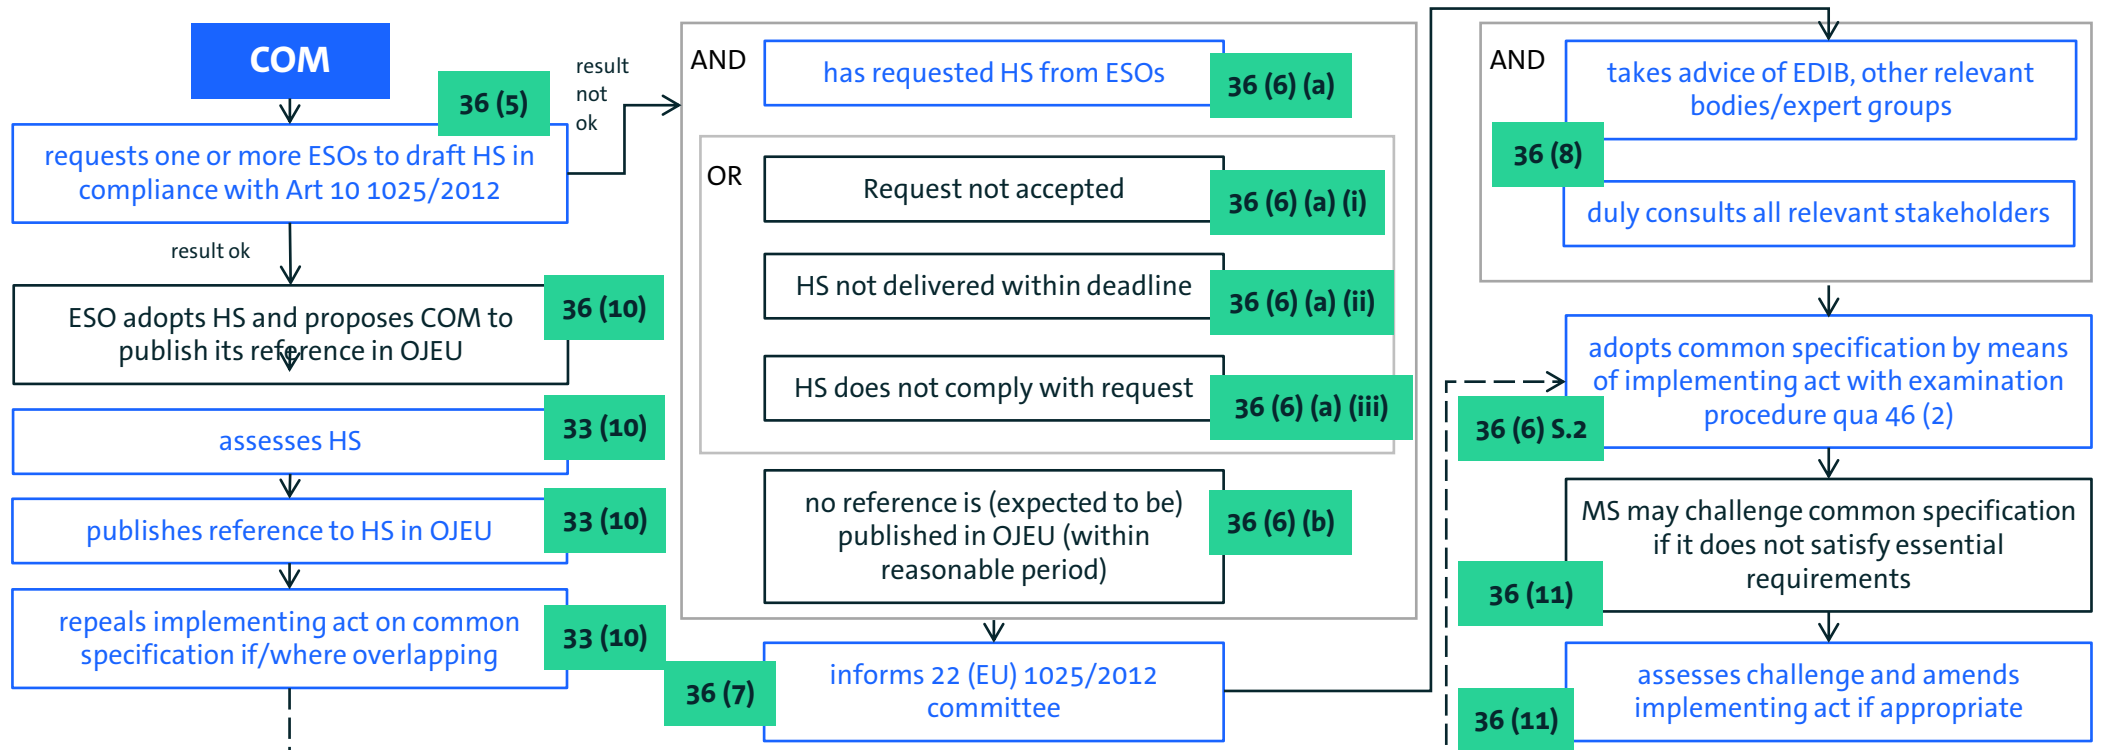 COM
36 (5)
requests one or more ESOs to draft HS in
compliance with Art 10 1025/2012
result
not
ok
result ok
36 (10)
ESO adopts HS and proposes COM to
publish its reference in OJEU
33 (10)
assesses HS
33 (10)
publishes reference to HS in OJEU
33 (10)
repeals implementing act on common
specification if/where overlapping
AND
has requested HS from ESOs
36 (6) (a)
OR
Request not accepted
36 (6) (a) (i)
HS not delivered within deadline
36 (6) (a) (ii)
HS does not comply with request
36 (6) (a) (iii)
no reference is (expected to be)
published in OJEU (within
reasonable period)
36 (6) (b)
36 (7)
informs 22 (EU) 1025/2012
committee
AND
takes advice of EDIB, other relevant
bodies/expert groups
36 (8)
duly consults all relevant stakeholders
adopts common specification by means
of implementing act with examination
procedure qua 46 (2)
36 (6) S.2
MS may challenge common specification
if it does not satisfy essential
requirements
36 (11)
assesses challenge and amends
implementing act if appropriate
36 (11)